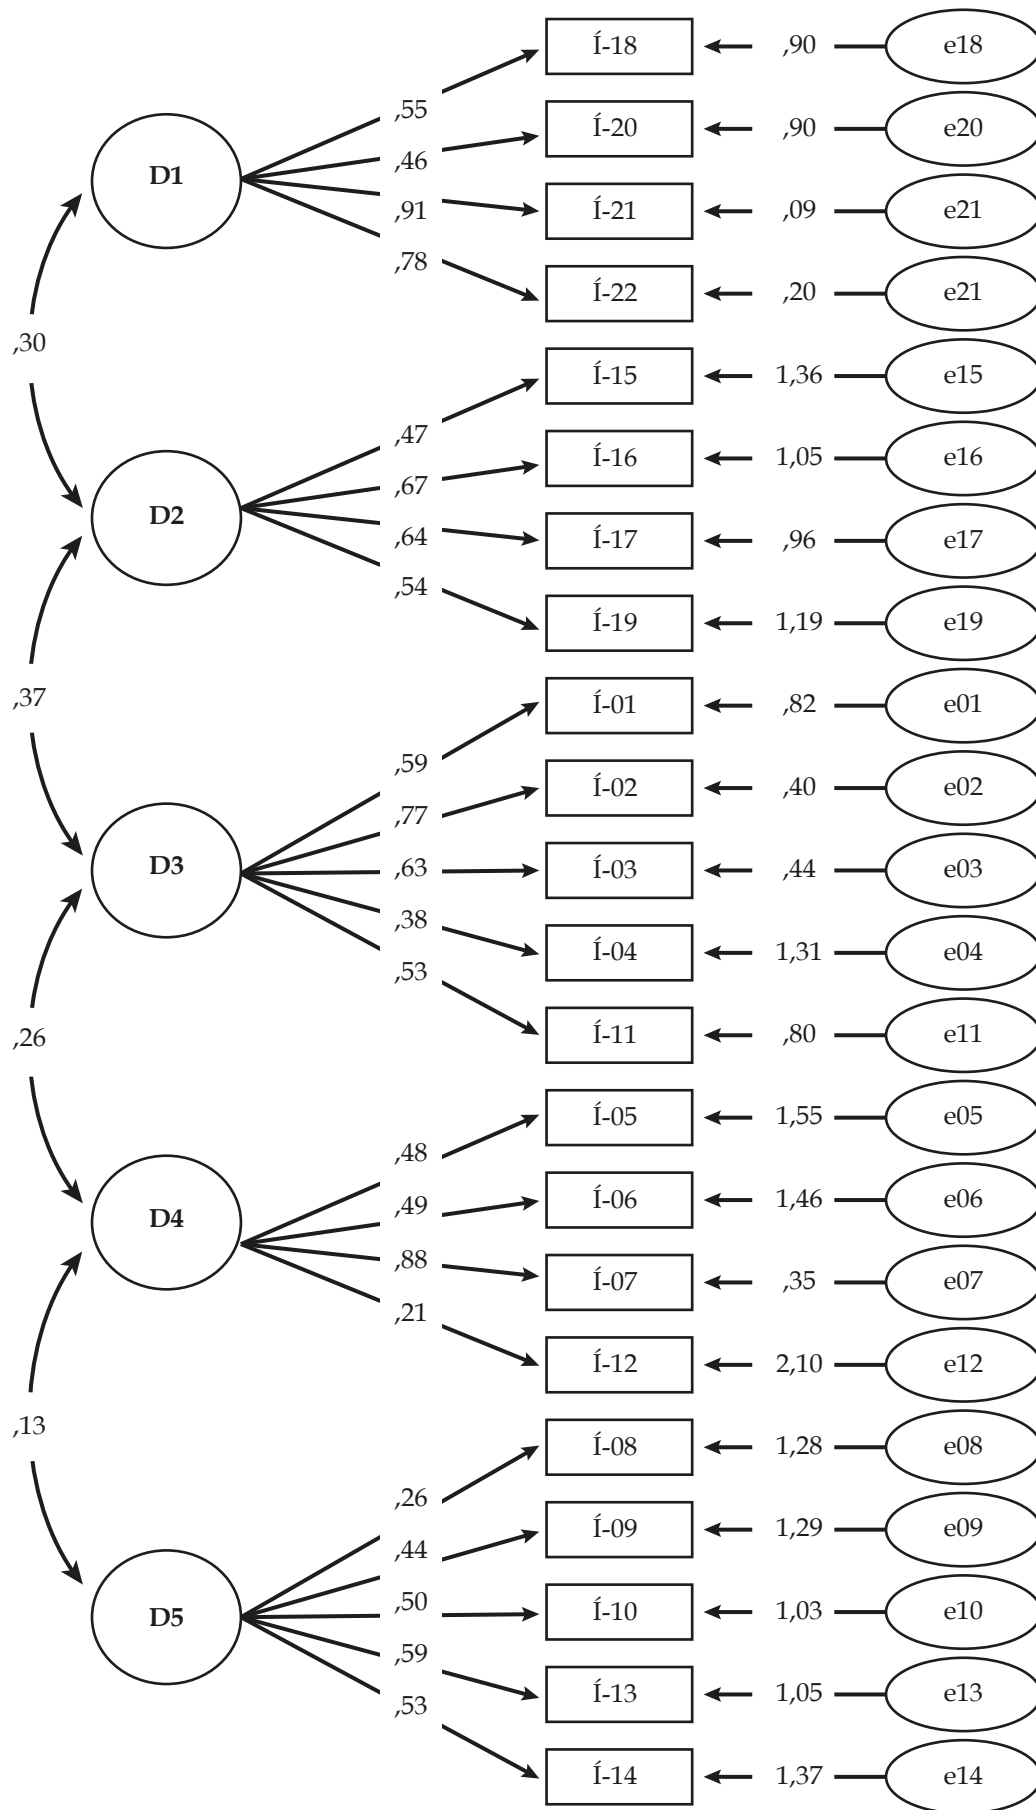 Í-18 ,90 e18
,55
Í-20 ,90 e20
D1 ,46
,91 Í-21 ,09 e21
,78
Í-22 ,20 e21
,30
Í-15 1,36 e15
,47
Í-16 1,05 e16
D2 ,67
,64 Í-17 ,96 e17
,54
Í-19 1,19 e19
,37
Í-01 ,82 e01
,59
Í-02 ,40 e02
,77
D3 ,63 Í-03 ,44 e03
,38
Í-04 1,31 e04
,53
,26 Í-11 ,80 e11
Í-05 1,55 e05
,48
Í-06 1,46 e06
D4 ,49
,88 Í-07 ,35 e07
,21
Í-12 2,10 e12
,13
Í-08 1,28 e08
,26
Í-09 1,29 e09
,44
D5 ,50 Í-10 1,03 e10
,59
Í-13 1,05 e13
,53
Í-14 1,37 e14